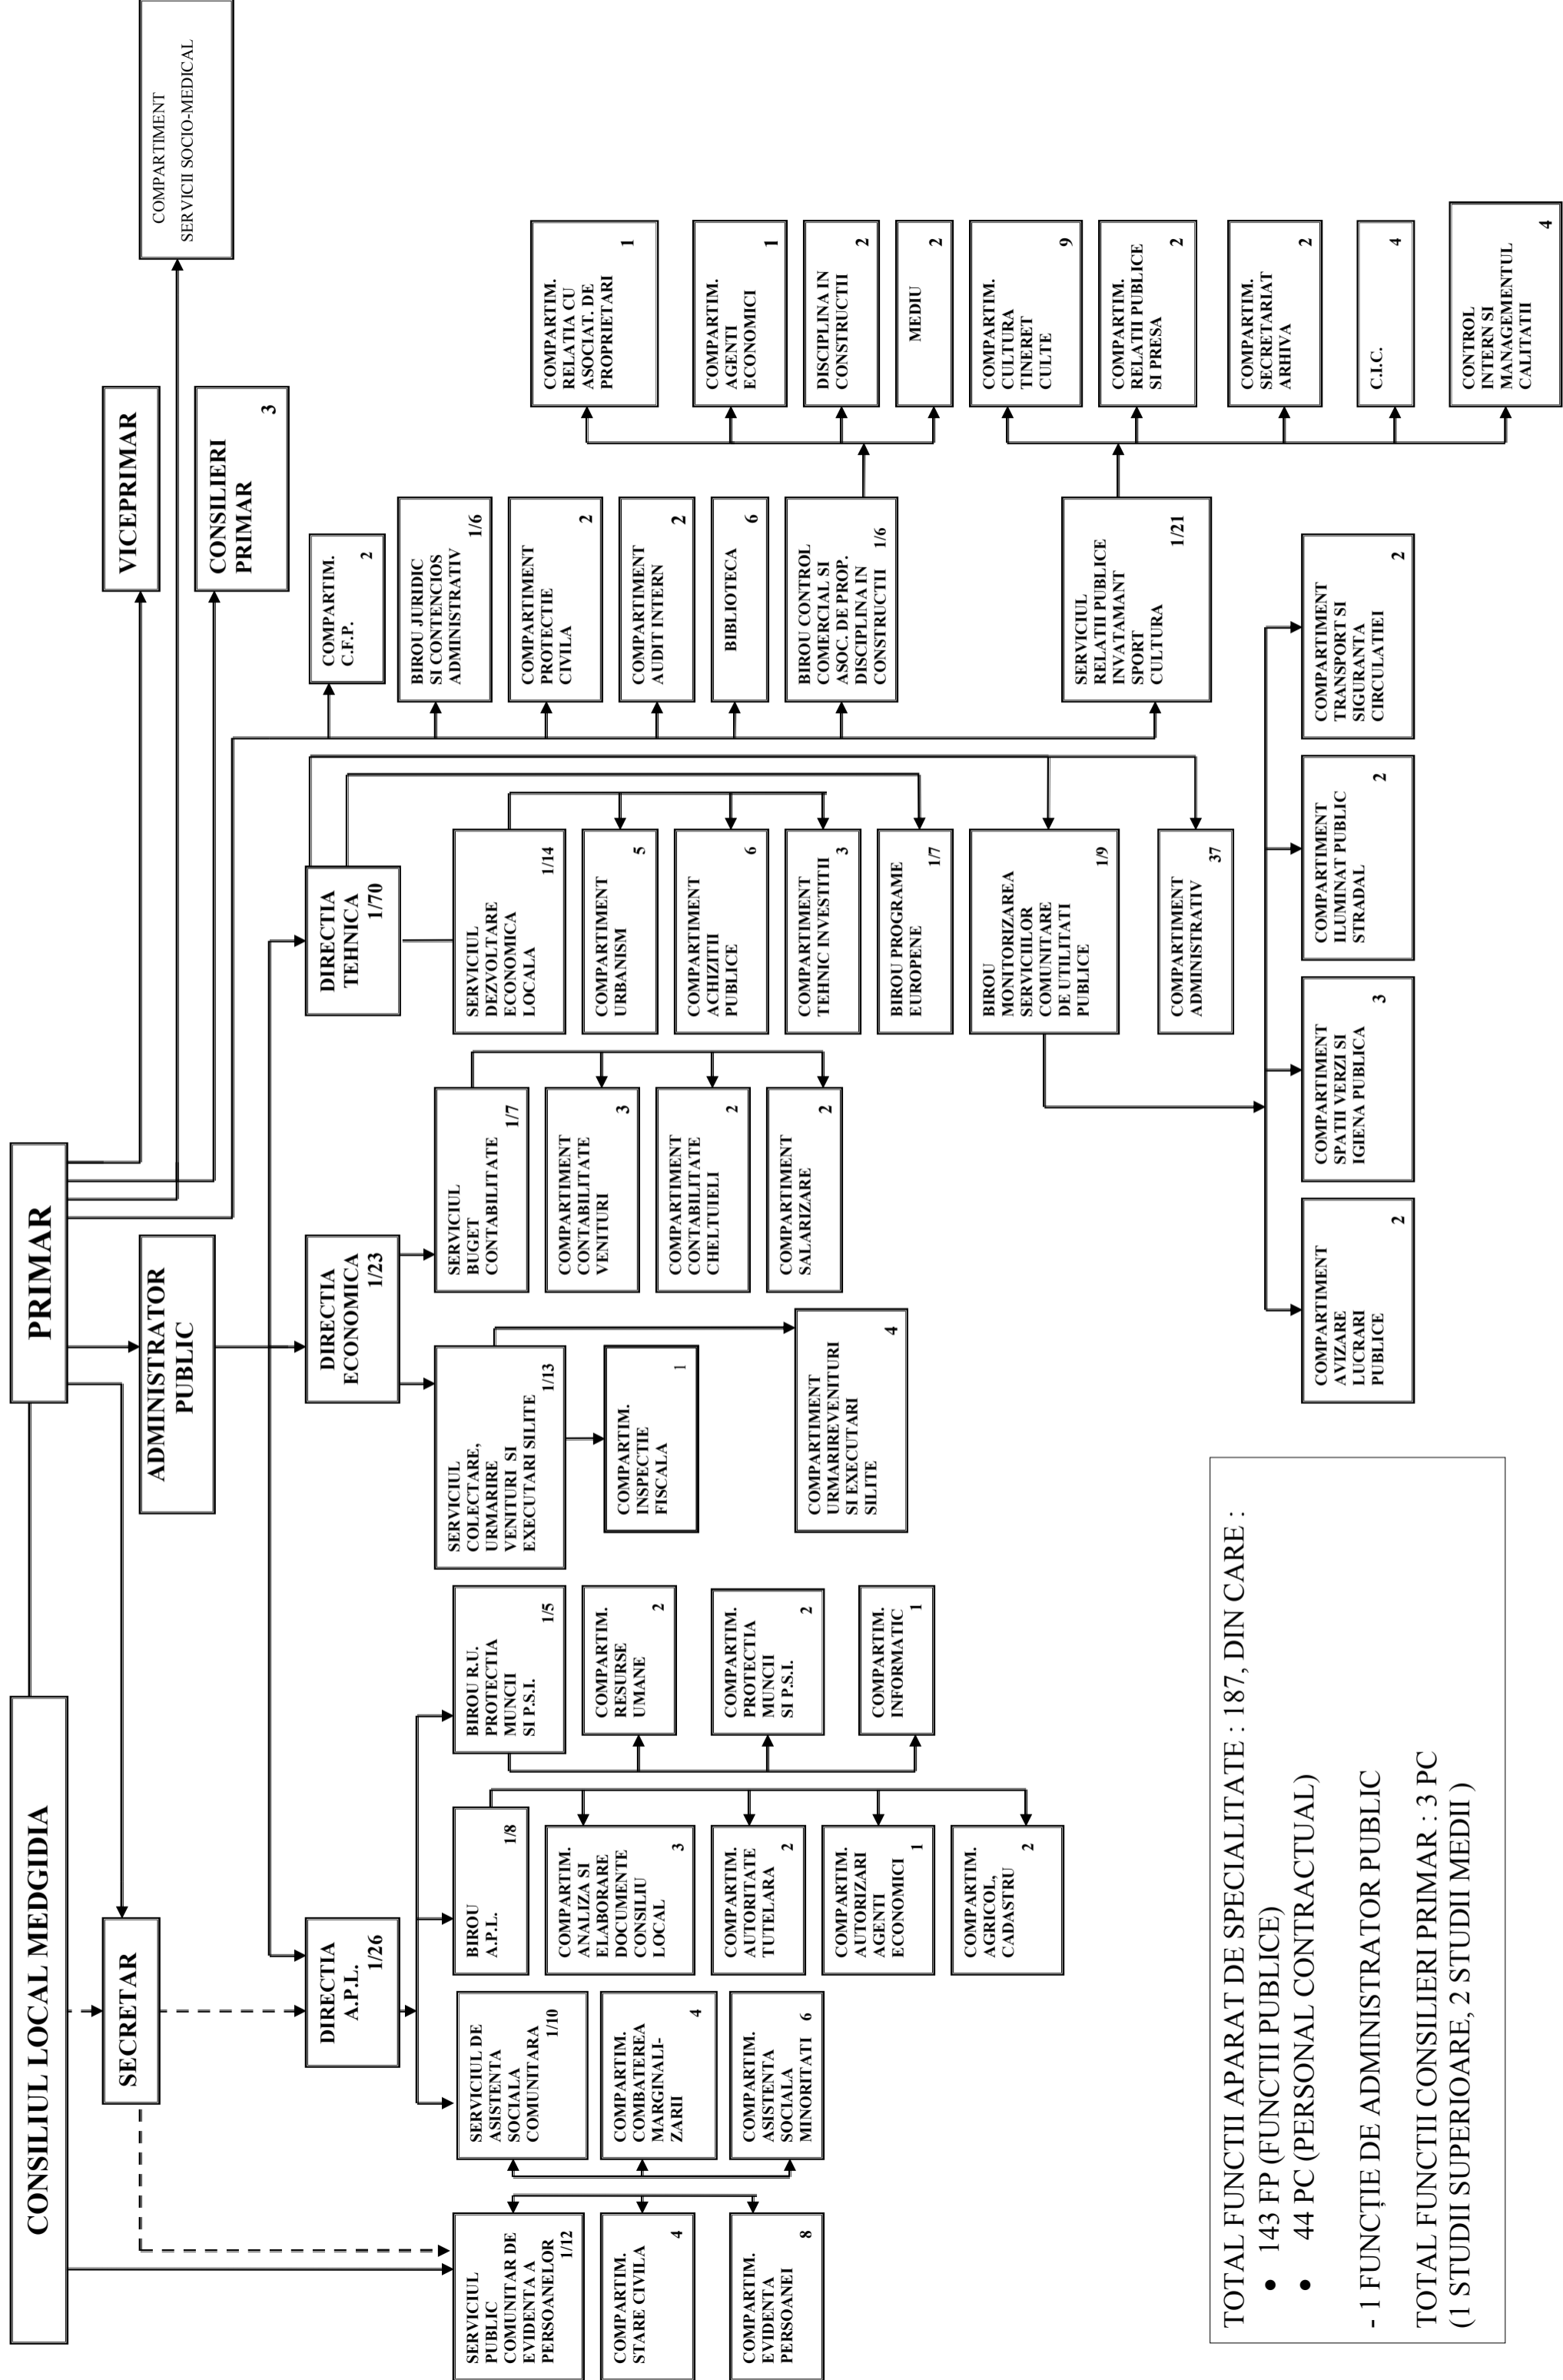 CONSILIUL LOCAL MEDGIDIA
PRIMAR
SECRETAR
ADMINISTRATOR
PUBLIC
VICEPRIMAR
CONSILIERI
PRIMAR
3
COMPARTIMENT
SERVICII SOCIO-MEDICAL
DIRECTIA
A.P.L.
1/26
DIRECTIA
ECONOMICA
1/23
DIRECTIA
TEHNICA
1/70
SERVICIUL
PUBLIC
COMUNITAR DE
EVIDENTA A
PERSOANELOR
1/12
COMPARTIM.
STARE CIVILA
4
COMPARTIM.
EVIDENTA
PERSOANEI
8
SERVICIUL DE
ASISTENTA
SOCIALA
COMUNITARA
1/10
COMPARTIM.
COMBATEREA
MARGINALI-
ZARII
4
COMPARTIM.
ASISTENTA
SOCIALA
MINORITATI 6
BIROU
A.P.L.
1/8
COMPARTIM.
ANALIZA SI
ELABORARE
DOCUMENTE
CONSILIU
LOCAL
3
COMPARTIM.
AUTORITATE
TUTELARA
2
COMPARTIM.
AUTORIZARI
AGENTI
ECONOMICI
1
COMPARTIM.
AGRICOL,
CADASTRU
2
BIROU R.U.
PROTECTIA
MUNCII
SI P.S.I.
1/5
COMPARTIM.
RESURSE
UMANE
2
COMPARTIM.
PROTECTIA
MUNCII
SI P.S.I.
2
COMPARTIM.
INFORMATIC
1
SERVICIUL
COLECTARE,
URMARIRE
VENITURI SI
EXECUTARI SILITE
1/13
COMPARTIM.
INSPECTIE
FISCALA
1
COMPARTIMENT
URMARIREVENITURI
SI EXECUTARI
SILITE
4
SERVICIUL
BUGET
CONTABILITATE
1/7
COMPARTIMENT
CONTABILITATE
VENITURI
3
COMPARTIMENT
CONTABILITATE
CHELTUIELI
2
COMPARTIMENT
SALARIZARE
2
SERVICIUL
DEZVOLTARE
ECONOMICA
LOCALA
1/14
COMPARTIMENT
URBANISM
5
COMPARTIMENT
ACHIZITII
PUBLICE
6
COMPARTIMENT
TEHNIC INVESTITII
3
BIROU PROGRAME
EUROPENE
1/7
BIROU
MONITORIZAREA
SERVICIILOR
COMUNITARE
DE UTILITATI
PUBLICE
1/9
COMPARTIMENT
ADMINISTRATIV
37
COMPARTIM.
C.F.P.
2
BIROU JURIDIC
SI CONTENCIOS
ADMINISTRATIV
1/6
COMPARTIMENT
PROTECTIE
CIVILA
2
COMPARTIMENT
AUDIT INTERN
2
BIBLIOTECA
6
BIROU CONTROL
COMERCIAL SI
ASOC. DE PROP.
DISCIPLINA IN
CONSTRUCTII 1/6
SERVICIUL
RELATII PUBLICE
INVATAMANT
SPORT
CULTURA
1/21
COMPARTIM.
RELATIA CU
ASOCIAT. DE
PROPRIETARI
1
COMPARTIM.
AGENTI
ECONOMICI
1
DISCIPLINA IN
CONSTRUCTII
2
MEDIU
2
COMPARTIM.
CULTURA
TINERET
CULTE
9
COMPARTIM.
RELATII PUBLICE
SI PRESA
2
COMPARTIM.
SECRETARIAT
ARHIVA
2
C.I.C.
4
CONTROL
INTERN SI
MANAGEMENTUL
CALITATII
4
COMPARTIMENT
AVIZARE
LUCRARI
PUBLICE
2
COMPARTIMENT
SPATII VERZI SI
IGIENA PUBLICA
3
COMPARTIMENT
ILUMINAT PUBLIC
STRADAL
2
COMPARTIMENT
TRANSPORT SI
SIGURANTA
CIRCULATIEI
2
TOTAL FUNCTII APARAT DE SPECIALITATE : 187, DIN CARE :
• 143 FP (FUNCTII PUBLICE)
• 44 PC (PERSONAL CONTRACTUAL)
- 1 FUNCŢIE DE ADMINISTRATOR PUBLIC
TOTAL FUNCTII CONSILIERI PRIMAR : 3 PC
(1 STUDII SUPERIOARE, 2 STUDII MEDII )